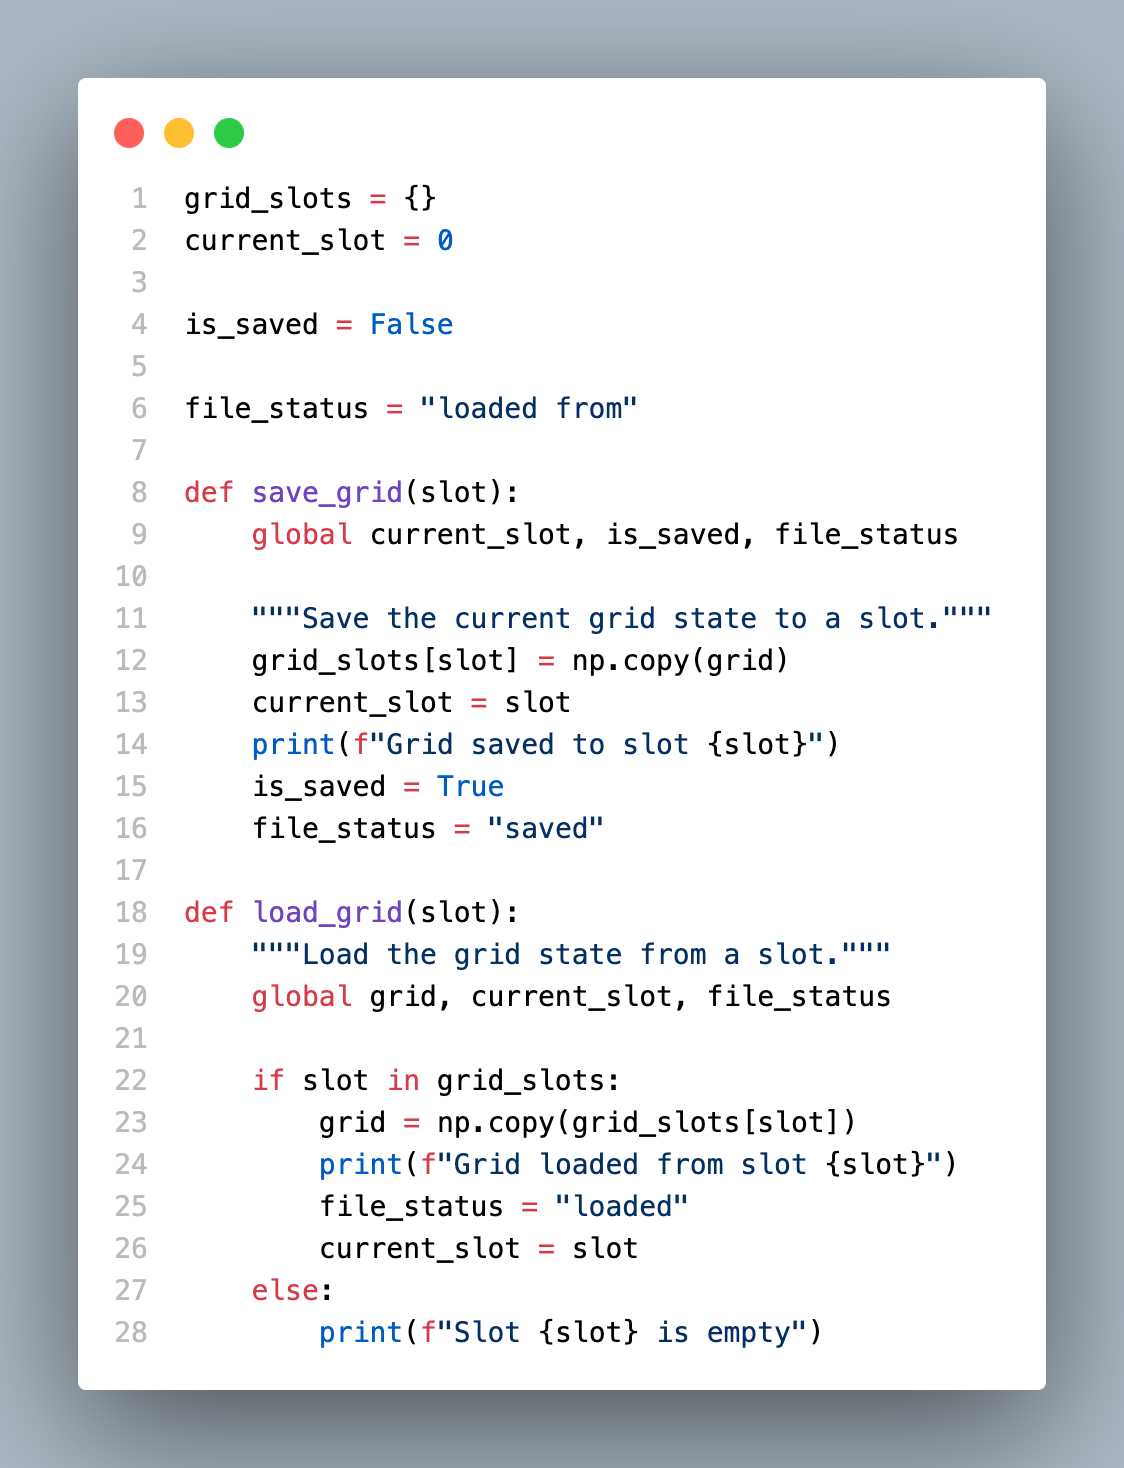 1 grid_slots = {}
2 current_slot = 0
3
4 is_saved = False
5
6 file_status = "loaded from"
7
8 def save_grid(slot):
9     global current_slot, is_saved, file_status
10
11     """Save the current grid state to a slot."""
12     grid_slots[slot] = np.copy(grid)
13     current_slot = slot
14     print(f"Grid saved to slot {slot}")
15     is_saved = True
16     file_status = "saved"
17
18 def load_grid(slot):
19     """Load the grid state from a slot."""
20     global grid, current_slot, file_status
21
22     if slot in grid_slots:
23         grid = np.copy(grid_slots[slot])
24         print(f"Grid loaded from slot {slot}")
25         file_status = "loaded"
26         current_slot = slot
27     else:
28         print(f"Slot {slot} is empty")